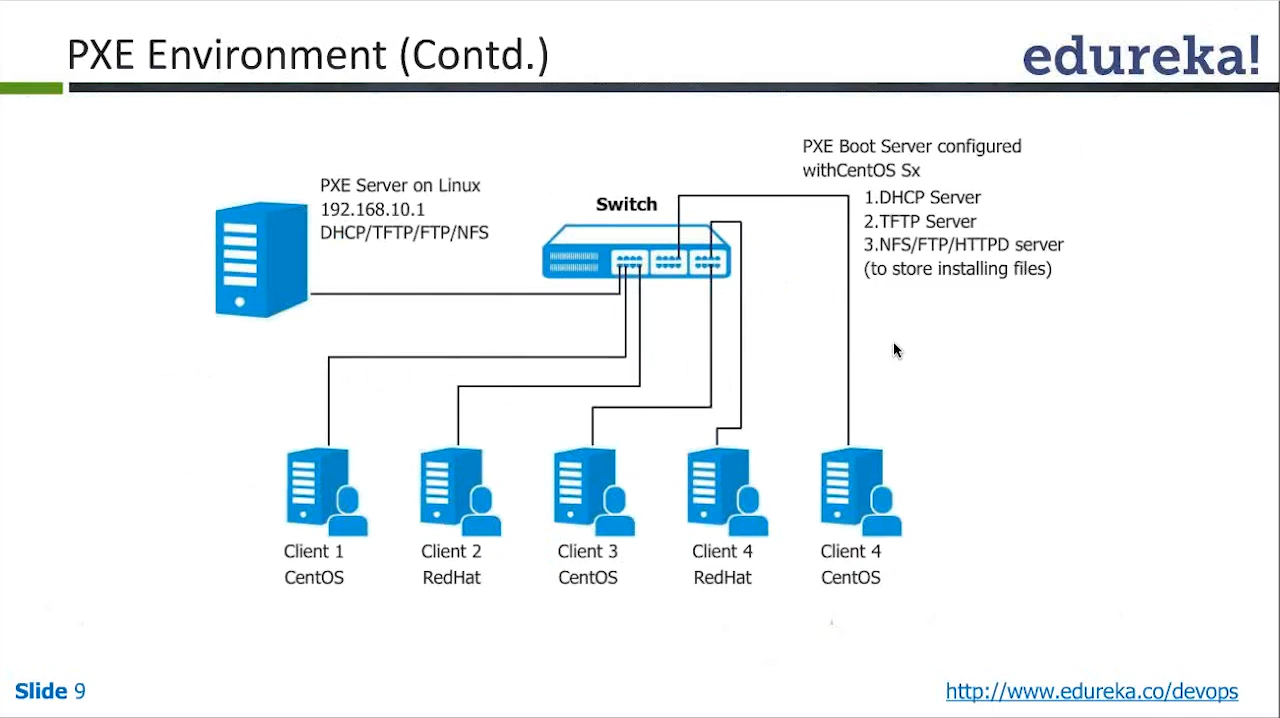 PXE Environment (Contd.)
edureka!
PXE Server on Linux
192.168.10.1
DHCP/TFTP/FTP/NFS
Switch
PXE Boot Server configured
withCentOS Sx
1.DHCP Server
2.TFTP Server
3.NFS/FTP/HTTPD server
(to store installing files)
Client 1
CentOS
Client 2
RedHat
Client 3
CentOS
Client 4
RedHat
Client 4
CentOS
Slide 9
http://www.edureka.co/devops